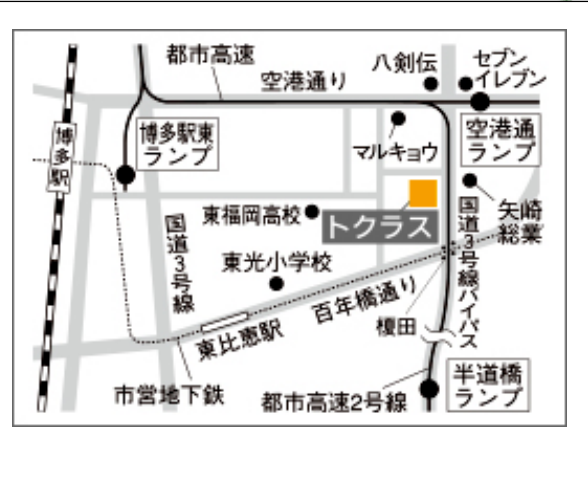 都市高速
八剣伝
セブン
イレブン
空港通り
博多駅
博多駅東
ランプ
マルキョウ
空港通
ランプ
東福岡高校
トクラス
国道3号線
国道3号線バイパス
矢崎
総業
東光小学校
百年橋通り
榎田
東比恵駅
市営地下鉄
都市高速2号線
半道橋
ランプ